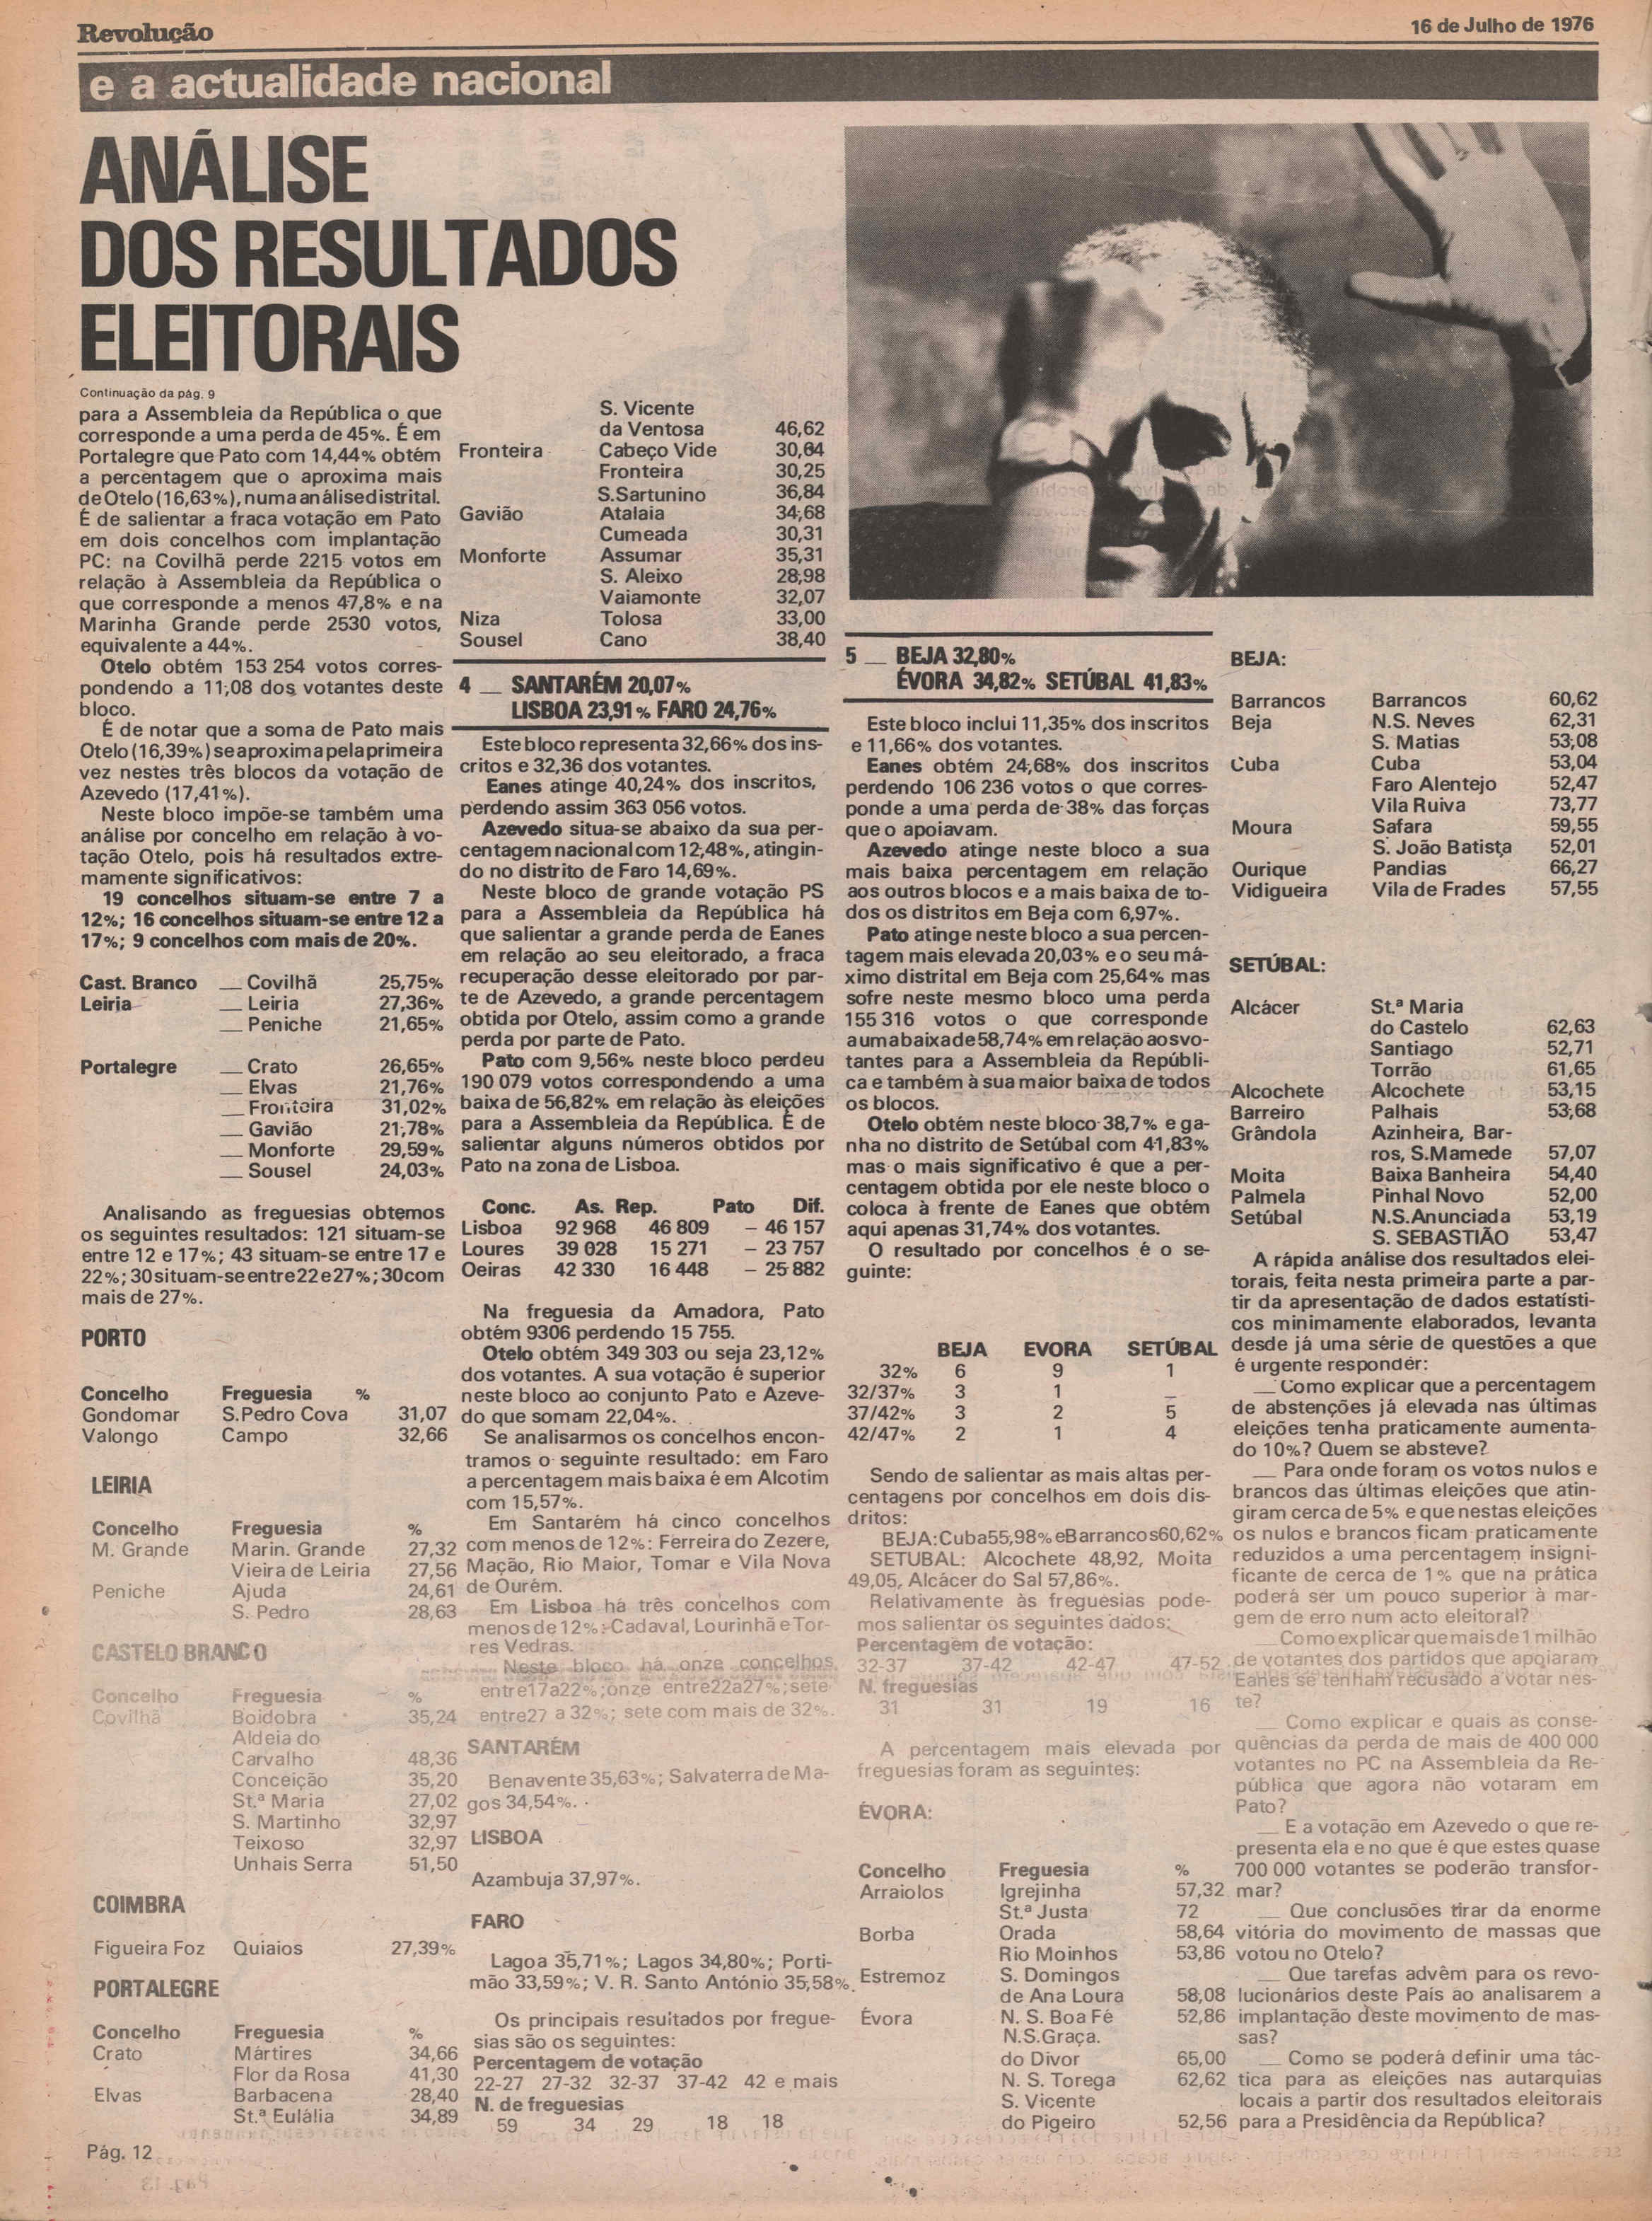 Revolução
16 de Julho de 1976
e a actualidade nacional
ANÁLISE
DOS RESULTADOS
ELEITORAIS
Continuação da pág. 9
para a Assembleia da República o que
corresponde a uma perda de 45%. É em
Portalegre que Pato com 14,44% obtém
a percentagem que o aproxima mais
de Otelo (16,63%), numa análise distrital.
É de salientar a fraca votação em Pato
em dois concelhos com implantação
PC: na Covilhã perde 2215 votos em
relação à Assembleia da República o
que corresponde a menos 47,8% e na
Marinha Grande perde 2530 votos,
equivalente a 44%.
Otelo obtém 153 254 votos corres-
pondendo a 11,08 dos votantes deste
bloco.
É de notar que a soma de Pato mais
Otelo (16,39%) se aproxima pela primeira
vez nestes três blocos da votação de
Azevedo (17,41%).
Neste bloco impõe-se também uma
análise por concelho em relação à vo-
tação Otelo, pois há resultados extre-
mamente significativos:
19 concelhos situam-se entre 7 a
12%; 16 concelhos situam-se entre 12 a
17%; 9 concelhos com mais de 20%.
Cast. Branco — Covilhã 25,75%
Leiria — Leiria 27,36%
— Peniche 21,65%
Portalegre — Crato 26,65%
— Elvas 21,76%
— Fronteira 31,02%
— Gavião 21,78%
— Monforte 29,59%
— Sousel 24,03%
Analisando as freguesias obtemos
os seguintes resultados: 121 situam-se
entre 12 e 17%; 43 situam-se entre 17 e
22%; 30 situam-se entre 22 e 27%; 30 com
mais de 27%.
PORTO
Concelho Freguesia %
Gondomar S.Pedro Cova 31,07
Valongo Campo 32,66
LEIRIA
Concelho Freguesia %
M. Grande Marin. Grande 27,32
Vieira de Leiria 27,56
Peniche Ajuda 24,61
S. Pedro 28,63
CASTELO BRANCO
Concelho Freguesia %
Covilhã Boidobra 35,24
Aldeia do
Carvalho 48,36
Conceição 35,20
St.ª Maria 27,02
S. Martinho 32,97
Teixoso 32,97
Unhais Serra 51,50
COIMBRA
Figueira Foz Quiaios 27,39%
PORTALEGRE
Concelho Freguesia %
Crato Mártires 34,66
Flor da Rosa 41,30
Elvas Barbacena 28,40
St.ª Eulália 34,89
Pág. 12
S. Vicente
da Ventosa 46,62
Fronteira Cabeço Vide 30,64
Fronteira 30,25
S.Sartunino 36,84
Gavião Atalaia 34,68
Cumeada 30,31
Monforte Assumar 35,31
S. Aleixo 28,98
Vaiamonte 32,07
Niza Tolosa 33,00
Sousel Cano 38,40
4 — SANTARÉM 20,07%
LISBOA 23,91% FARO 24,76%
Este bloco representa 32,66% dos ins-
critos e 32,36 dos votantes.
Eanes atinge 40,24% dos inscritos,
perdendo assim 363 056 votos.
Azevedo situa-se abaixo da sua per-
centagem nacional com 12,48%, atingin-
do no distrito de Faro 14,69%.
Neste bloco de grande votação PS
para a Assembleia da República há
que salientar a grande perda de Eanes
em relação ao seu eleitorado, a fraca
recuperação desse eleitorado por par-
te de Azevedo, a grande percentagem
obtida por Otelo, assim como a grande
perda por parte de Pato.
Pato com 9,56% neste bloco perdeu
190 079 votos correspondendo a uma
baixa de 56,82% em relação às eleições
para a Assembleia da República. É de
salientar alguns números obtidos por
Pato na zona de Lisboa.
Conc. As. Rep. Pato Dif.
Lisboa 92 968 46 809 — 46 157
Loures 39 028 15 271 — 23 757
Oeiras 42 330 16 448 — 25 882
Na freguesia da Amadora, Pato
obtém 9306 perdendo 15 755.
Otelo obtém 349 303 ou seja 23,12%
dos votantes. A sua votação é superior
neste bloco ao conjunto Pato e Azeve-
do que somam 22,04%.
Se analisarmos os concelhos encon-
tramos o seguinte resultado: em Faro
a percentagem mais baixa é em Alcotim
com 15,57%.
Em Santarém há cinco concelhos
com menos de 12%: Ferreira do Zezere,
Mação, Rio Maior, Tomar e Vila Nova
de Ourém.
Em Lisboa há três concelhos com
menos de 12%: Cadaval, Lourinhã e Tor-
res Vedras.
Neste bloco há onze concelhos
entre 17 a 22%; onze entre 22 a 27%; sete
entre 27 a 32%; sete com mais de 32%.
SANTARÉM
Benavente 35,63%; Salvaterra de Ma-
gos 34,54%.
LISBOA
Azambuja 37,97%.
FARO
Lagoa 35,71%; Lagos 34,80%; Porti-
mão 33,59%; V. R. Santo António 35,58%.
Os principais resultados por fregue-
sias são os seguintes:
Percentagem de votação
22-27 27-32 32-37 37-42 42 e mais
N. de freguesias
59 34 29 18 18
5 — BEJA 32,80%
ÉVORA 34,82% SETÚBAL 41,83%
Este bloco inclui 11,35% dos inscritos
e 11,66% dos votantes.
Eanes obtém 24,68% dos inscritos
perdendo 106 236 votos o que corres-
ponde a uma perda de 38% das forças
que o apoiavam.
Azevedo atinge neste bloco a sua
mais baixa percentagem em relação
aos outros blocos e a mais baixa de to-
dos os distritos em Beja com 6,97%.
Pato atinge neste bloco a sua percen-
tagem mais elevada 20,03% e o seu má-
ximo distrital em Beja com 25,64% mas
sofre neste mesmo bloco uma perda
155 316 votos o que corresponde
a uma baixa de 58,74% em relação aos vo-
tantes para a Assembleia da Repúbli-
ca e também à sua maior baixa de todos
os blocos.
Otelo obtém neste bloco 38,7% e ga-
nha no distrito de Setúbal com 41,83%
mas o mais significativo é que a per-
centagem obtida por ele neste bloco o
coloca à frente de Eanes que obtém
aqui apenas 31,74% dos votantes.
O resultado por concelhos é o se-
guinte:
BEJA EVORA SETÚBAL
32% 6 9 1
32/37% 3 1 —
37/42% 3 2 5
42/47% 2 1 4
Sendo de salientar as mais altas per-
centagens por concelhos em dois dis-
dritos:
BEJA: Cuba 55,98% e Barrancos 60,62%
SETUBAL: Alcochete 48,92, Moita
49,05, Alcácer do Sal 57,86%.
Relativamente às freguesias pode-
mos salientar os seguintes dados:
Percentagem de votação:
32-37 37-42 42-47 47-52
N. freguesias
31 31 19 16
A percentagem mais elevada por
freguesias foram as seguintes:
ÉVORA:
Concelho Freguesia %
Arraiolos Igrejinha 57,32
St.ª Justa 72
Borba Orada 58,64
Rio Moinhos 53,86
Estremoz S. Domingos
de Ana Loura 58,08
Évora N. S. Boa Fé 52,86
N.S.Graça.
do Divor 65,00
N. S. Torega 62,62
S. Vicente
do Pigeiro 52,56
BEJA:
Barrancos Barrancos 60,62
Beja N.S. Neves 62,31
S. Matias 53,08
Cuba Cuba 53,04
Faro Alentejo 52,47
Vila Ruiva 73,77
Moura Safara 59,55
S. João Batista 52,01
Ourique Pandias 66,27
Vidigueira Vila de Frades 57,55
SETÚBAL:
Alcácer St.ª Maria
do Castelo 62,63
Santiago 52,71
Torrão 61,65
Alcochete Alcochete 53,15
Barreiro Palhais 53,68
Grândola Azinheira, Bar-
ros, S.Mamede 57,07
Moita Baixa Banheira 54,40
Palmela Pinhal Novo 52,00
Setúbal N.S.Anunciada 53,19
S. SEBASTIÃO 53,47
A rápida análise dos resultados elei-
torais, feita nesta primeira parte a par-
tir da apresentação de dados estatísti-
cos minimamente elaborados, levanta
desde já uma série de questões a que
é urgente respondér:
— Como explicar que a percentagem
de abstenções já elevada nas últimas
eleições tenha praticamente aumenta-
do 10%? Quem se absteve?
— Para onde foram os votos nulos e
brancos das últimas eleições que atin-
giram cerca de 5% e que nestas eleições
os nulos e brancos ficam praticamente
reduzidos a uma percentagem insigni-
ficante de cerca de 1% que na prática
poderá ser um pouco superior à mar-
gem de erro num acto eleitoral?
— Como explicar que mais de 1 milhão
de votantes dos partidos que apoiaram
Eanes se tenham recusado a votar nes-
te?
— Como explicar e quais as conse-
quências da perda de mais de 400 000
votantes no PC na Assembleia da Re-
pública que agora não votaram em
Pato?
— E a votação em Azevedo o que re-
presenta ela e no que é que estes quase
700 000 votantes se poderão transfor-
mar?
— Que conclusões tirar da enorme
vitória do movimento de massas que
votou no Otelo?
— Que tarefas advêm para os revo-
lucionários deste País ao analisarem a
implantação deste movimento de mas-
sas?
— Como se poderá definir uma tác-
tica para as eleições nas autarquias
locais a partir dos resultados eleitorais
para a Presidência da República?